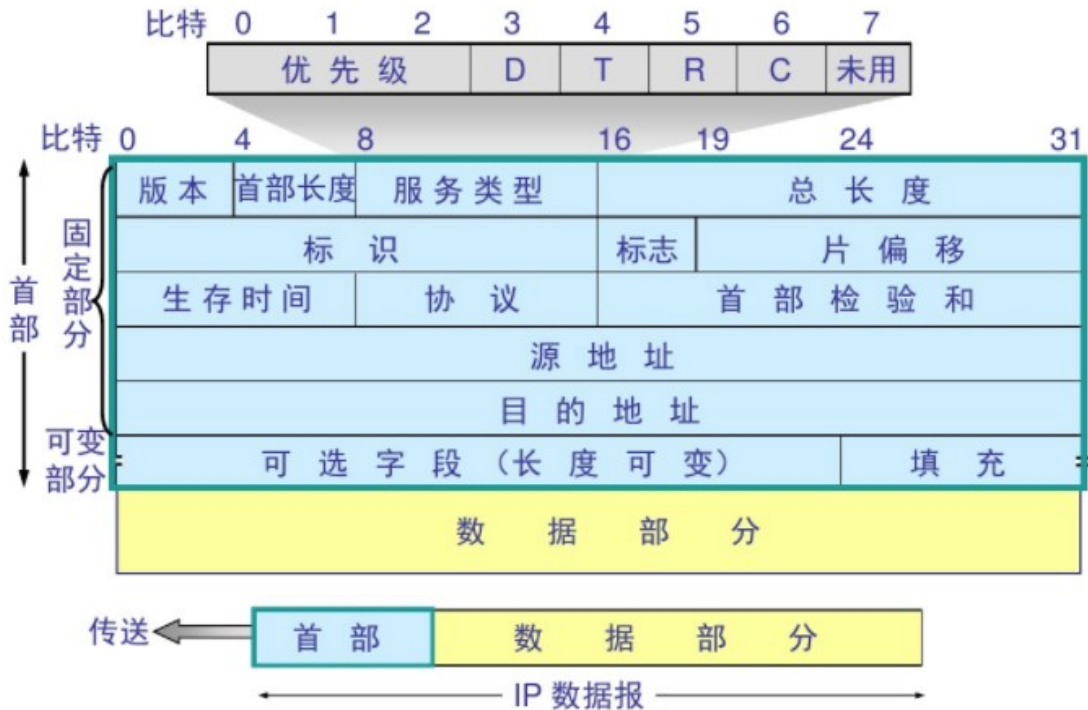 比特 0 1 2 3 4 5 6 7
优先级 D T R C 未用
比特 0 4 8 16 19 24 31
版本 首部长度 服务类型 总长度
标识 标志 片偏移
生存时间 协议 首部检验和
源地址
目的地址
可选字段（长度可变） 填充
首部
固定部分
可变部分
数据部分
传送 首部 数据部分
IP 数据报